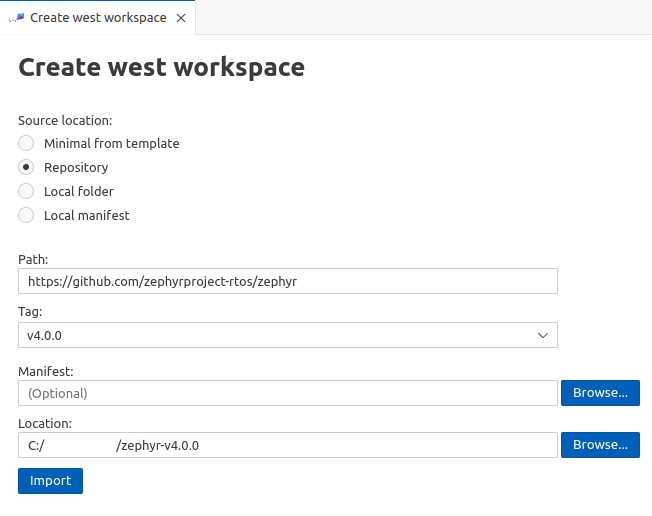 Create west workspace
Create west workspace
Source location:
Minimal from template
Repository
Local folder
Local manifest
Path:
https://github.com/zephyrproject-rtos/zephyr
Tag:
v4.0.0
Manifest:
(Optional) Browse...
Location:
C:/ /zephyr-v4.0.0 Browse...
Import